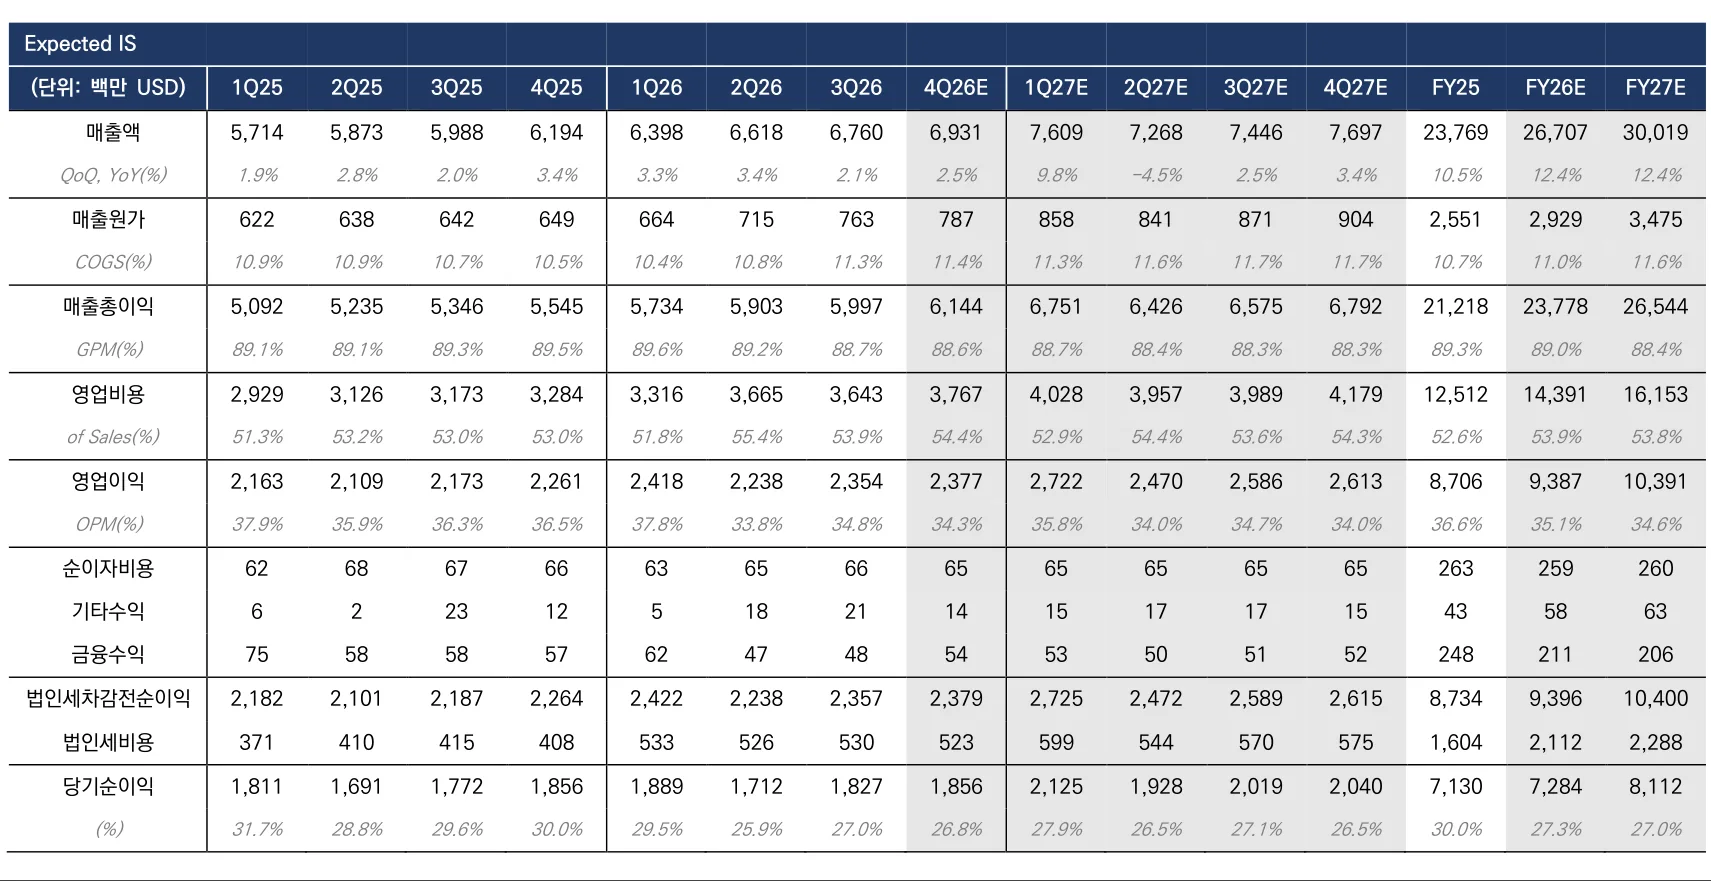 Expected IS
(단위: 백만 USD) 1Q25 2Q25 3Q25 4Q25 1Q26 2Q26 3Q26 4Q26E 1Q27E 2Q27E 3Q27E 4Q27E FY25 FY26E FY27E
매출액 5,714 5,873 5,988 6,194 6,398 6,618 6,760 6,931 7,609 7,268 7,446 7,697 23,769 26,707 30,019
QoQ, YoY(%) 1.9% 2.8% 2.0% 3.4% 3.3% 3.4% 2.1% 2.5% 9.8% -4.5% 2.5% 3.4% 10.5% 12.4% 12.4%
매출원가 622 638 642 649 664 715 763 787 858 841 871 904 2,551 2,929 3,475
COGS(%) 10.9% 10.9% 10.7% 10.5% 10.4% 10.8% 11.3% 11.4% 11.3% 11.6% 11.7% 11.7% 10.7% 11.0% 11.6%
매출총이익 5,092 5,235 5,346 5,545 5,734 5,903 5,997 6,144 6,751 6,426 6,575 6,792 21,218 23,778 26,544
GPM(%) 89.1% 89.1% 89.3% 89.5% 89.6% 89.2% 88.7% 88.6% 88.7% 88.4% 88.3% 88.3% 89.3% 89.0% 88.4%
영업비용 2,929 3,126 3,173 3,284 3,316 3,665 3,643 3,767 4,028 3,957 3,989 4,179 12,512 14,391 16,153
of Sales(%) 51.3% 53.2% 53.0% 53.0% 51.8% 55.4% 53.9% 54.4% 52.9% 54.4% 53.6% 54.3% 52.6% 53.9% 53.8%
영업이익 2,163 2,109 2,173 2,261 2,418 2,238 2,354 2,377 2,722 2,470 2,586 2,613 8,706 9,387 10,391
OPM(%) 37.9% 35.9% 36.3% 36.5% 37.8% 33.8% 34.8% 34.3% 35.8% 34.0% 34.7% 34.0% 36.6% 35.1% 34.6%
순이자비용 62 68 67 66 63 65 66 65 65 65 65 65 263 259 260
기타수익 6 2 23 12 5 18 21 14 15 17 17 15 43 58 63
금융수익 75 58 58 57 62 47 48 54 53 50 51 52 248 211 206
법인세차감전순이익 2,182 2,101 2,187 2,264 2,422 2,238 2,357 2,379 2,725 2,472 2,589 2,615 8,734 9,396 10,400
법인세비용 371 410 415 408 533 526 530 523 599 544 570 575 1,604 2,112 2,288
당기순이익 1,811 1,691 1,772 1,856 1,889 1,712 1,827 1,856 2,125 1,928 2,019 2,040 7,130 7,284 8,112
(%) 31.7% 28.8% 29.6% 30.0% 29.5% 25.9% 27.0% 26.8% 27.9% 26.5% 27.1% 26.5% 30.0% 27.3% 27.0%